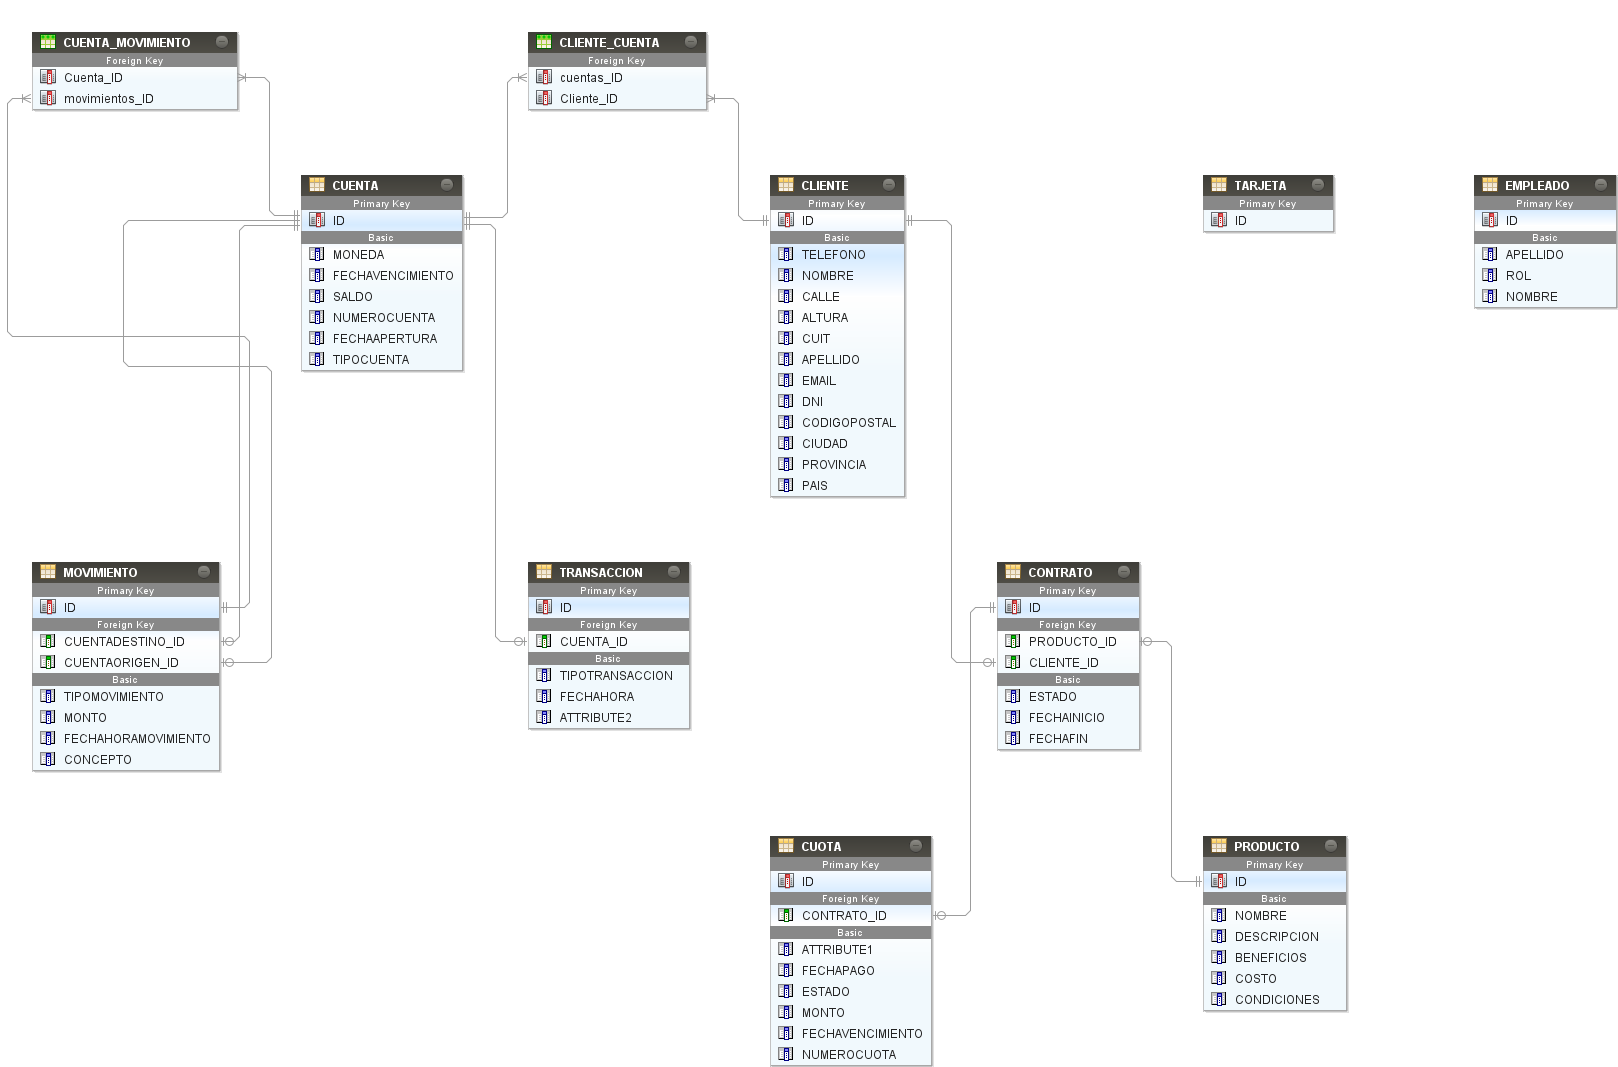 CUENTA_MOVIMIENTO
Foreign Key
Cuenta_ID
movimientos_ID
CLIENTE_CUENTA
Foreign Key
cuentas_ID
Cliente_ID
CUENTA
Primary Key
ID
Basic
MONEDA
FECHAVENCIMIENTO
SALDO
NUMEROCUENTA
FECHAAPERTURA
TIPOCUENTA
CLIENTE
Primary Key
ID
Basic
TELEFONO
NOMBRE
CALLE
ALTURA
CUIT
APELLIDO
EMAIL
DNI
CODIGOPOSTAL
CIUDAD
PROVINCIA
PAIS
TARJETA
Primary Key
ID
EMPLEADO
Primary Key
ID
Basic
APELLIDO
ROL
NOMBRE
MOVIMIENTO
Primary Key
ID
Foreign Key
CUENTADESTINO_ID
CUENTAORIGEN_ID
Basic
TIPOMOVIMIENTO
MONTO
FECHAHORAMOVIMIENTO
CONCEPTO
TRANSACCION
Primary Key
ID
Foreign Key
CUENTA_ID
Basic
TIPOTRANSACCION
FECHAHORA
ATTRIBUTE2
CONTRATO
Primary Key
ID
Foreign Key
PRODUCTO_ID
CLIENTE_ID
Basic
ESTADO
FECHAINICIO
FECHAFIN
CUOTA
Primary Key
ID
Foreign Key
CONTRATO_ID
Basic
ATTRIBUTE1
FECHAPAGO
ESTADO
MONTO
FECHAVENCIMIENTO
NUMEROCUOTA
PRODUCTO
Primary Key
ID
Basic
NOMBRE
DESCRIPCION
BENEFICIOS
COSTO
CONDICIONES